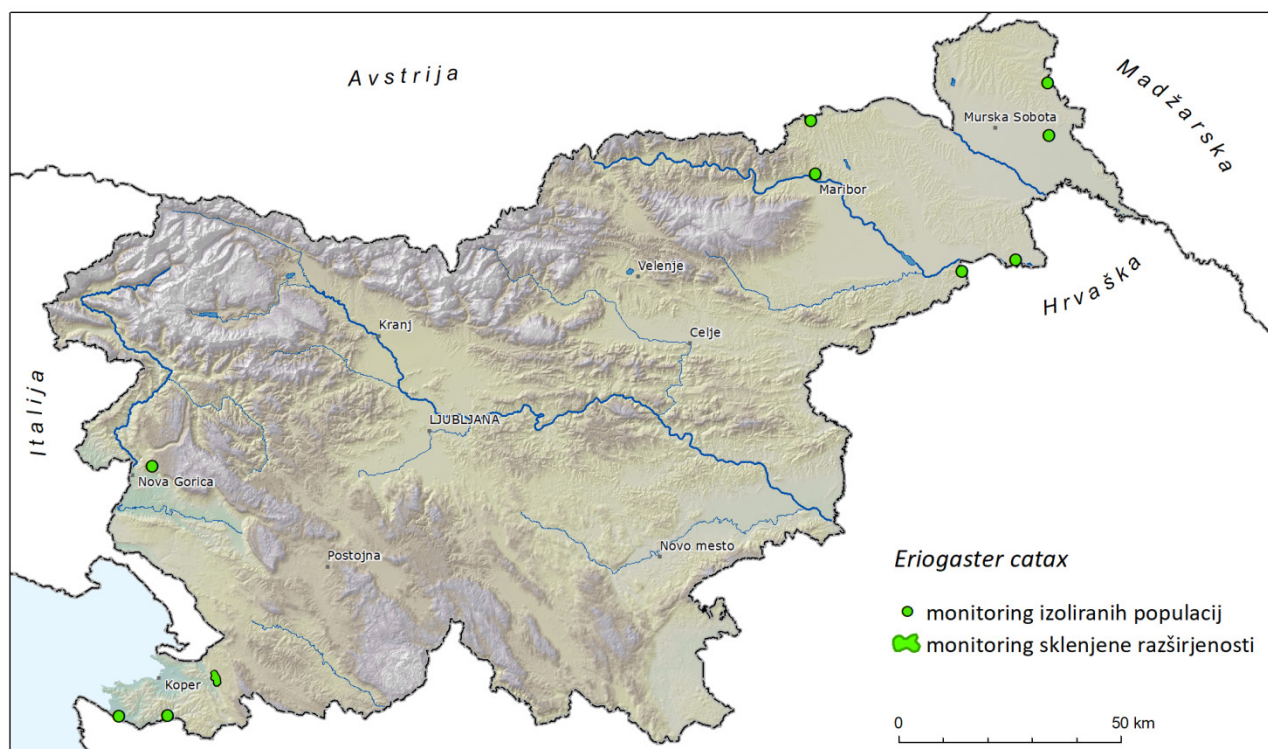 Avstrija
Madžarska
Murska Sobota
Maribor
Velenje
Hrvaška
Kranj
Celje
Italija
LJUBLJANA
Nova Gorica
Postojna
Novo mesto
Koper
Eriogaster catax
monitoring izoliranih populacij
monitoring sklenjene razširjenosti
0 50 km